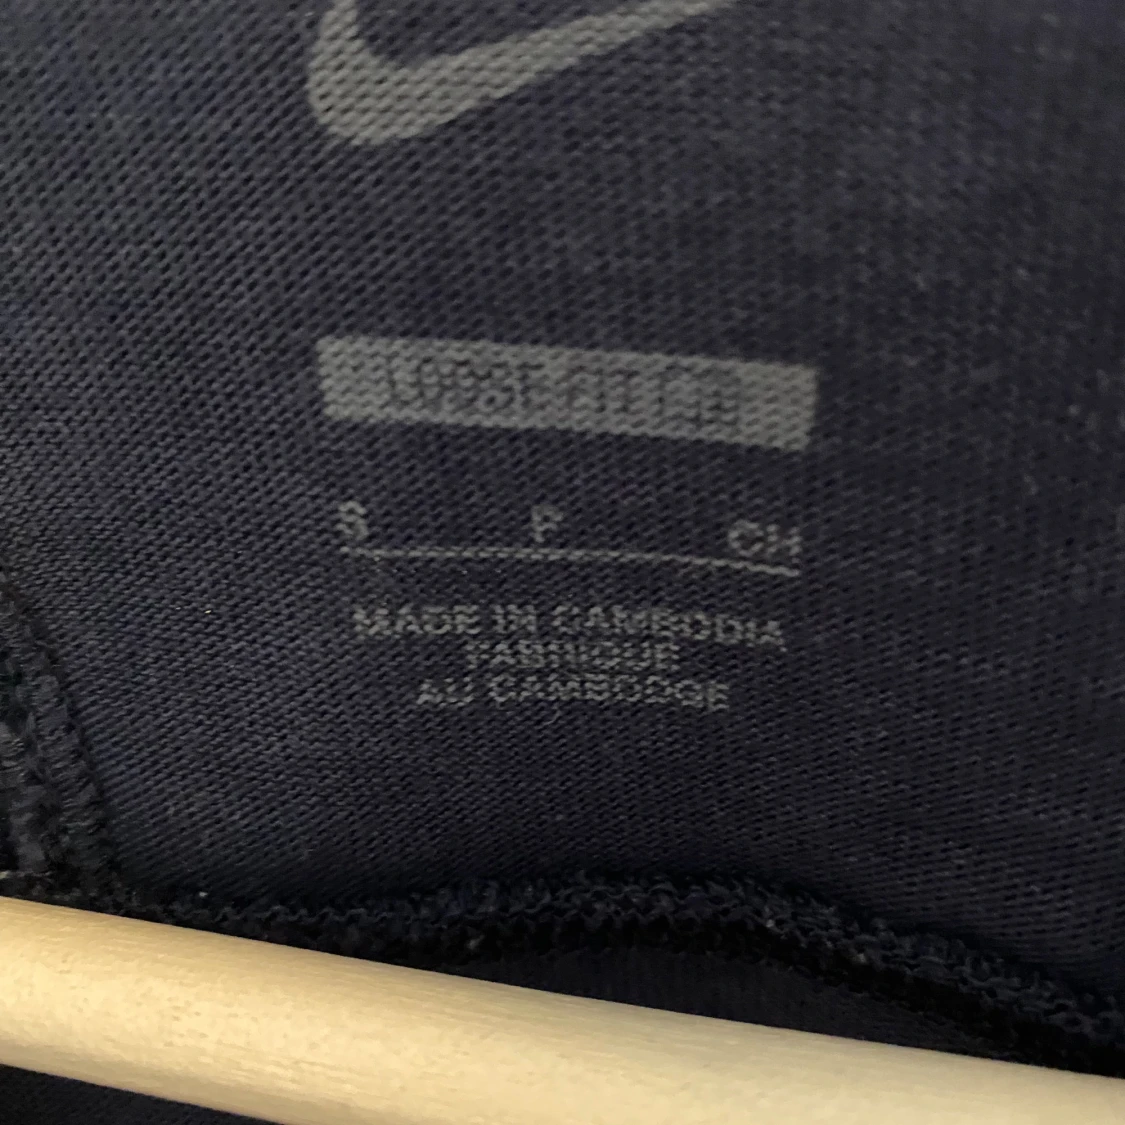 LOOSE FIT
S P CH
MADE IN CAMBODIA
FABRIQUE
AU CAMBODGE